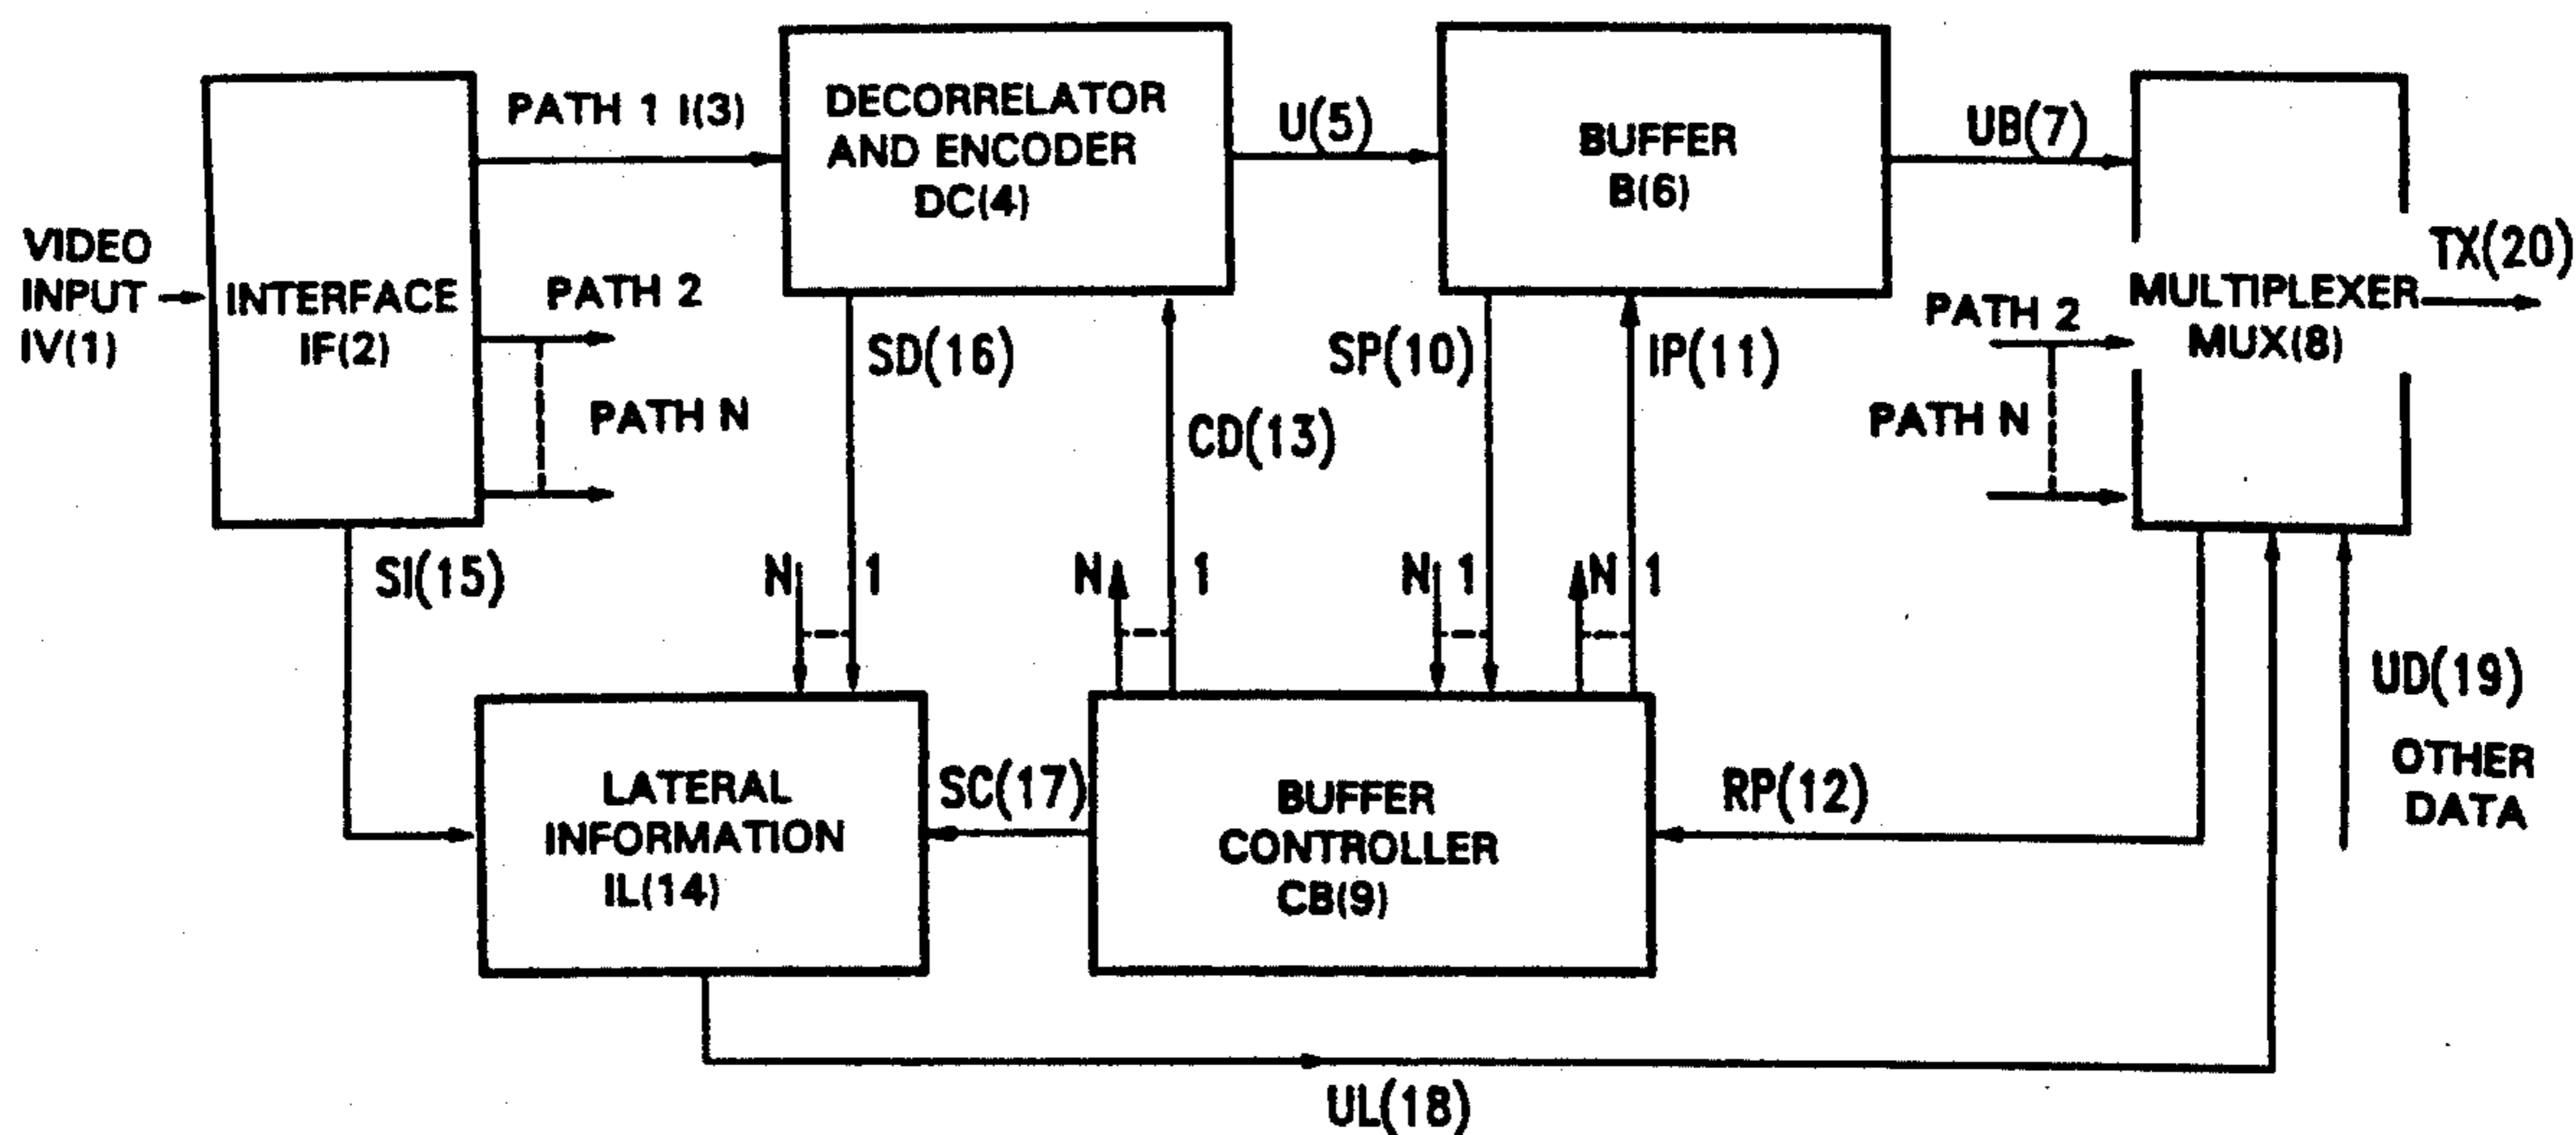 VIDEO
INPUT
IV(1)
INTERFACE
IF(2)
PATH 1 I(3)
PATH 2
PATH N
DECORRELATOR
AND ENCODER
DC(4)
U(5)
BUFFER
B(6)
UB(7)
PATH 2
PATH N
MULTIPLEXER
MUX(8)
TX(20)
SI(15)
SD(16)
CD(13)
SP(10)
IP(11)
N 1
N 1
N 1
N 1
LATERAL
INFORMATION
IL(14)
SC(17)
BUFFER
CONTROLLER
CB(9)
RP(12)
UD(19)
OTHER
DATA
UL(18)